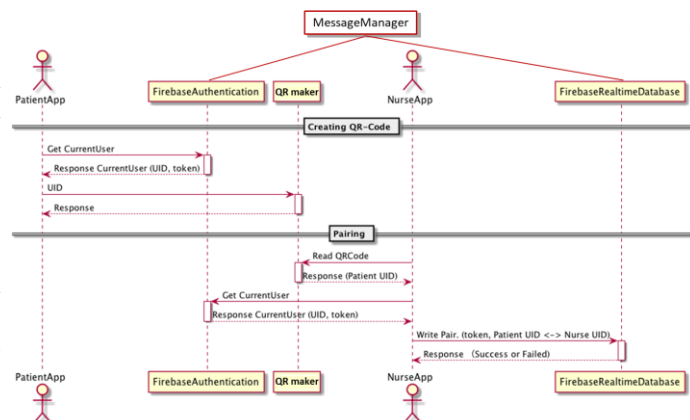 MessageManager
PatientApp
FirebaseAuthentication
QR maker
NurseApp
FirebaseRealtimeDatabase
Creating QR-Code
Get CurrentUser
Response CurrentUser (UID, token)
UID
Response
Pairing
Read QRCode
Response (Patient UID)
Get CurrentUser
Response CurrentUser (UID, token)
Write Pair. (token, Patient UID <-> Nurse UID)
Response (Success or Failed)
PatientApp
FirebaseAuthentication
QR maker
NurseApp
FirebaseRealtimeDatabase